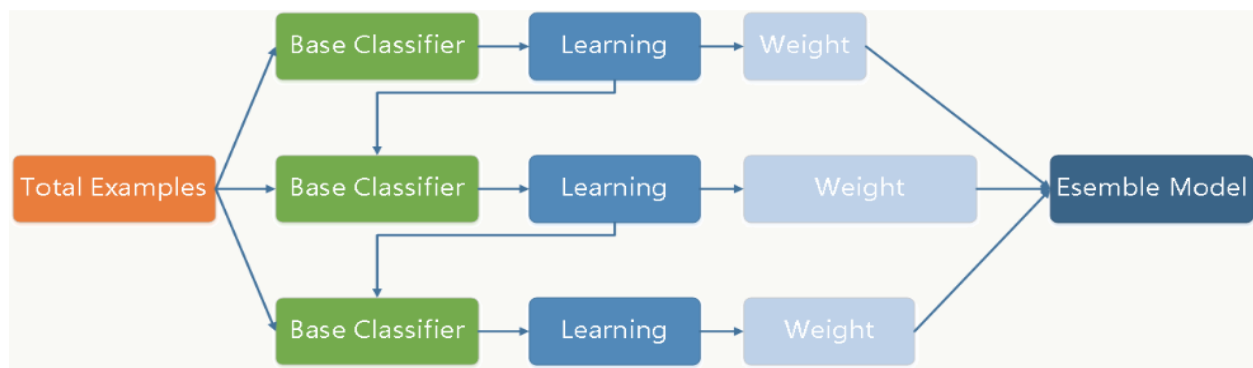 Base Classifier
Learning
Weight
Total Examples
Base Classifier
Learning
Weight
Esemble Model
Base Classifier
Learning
Weight